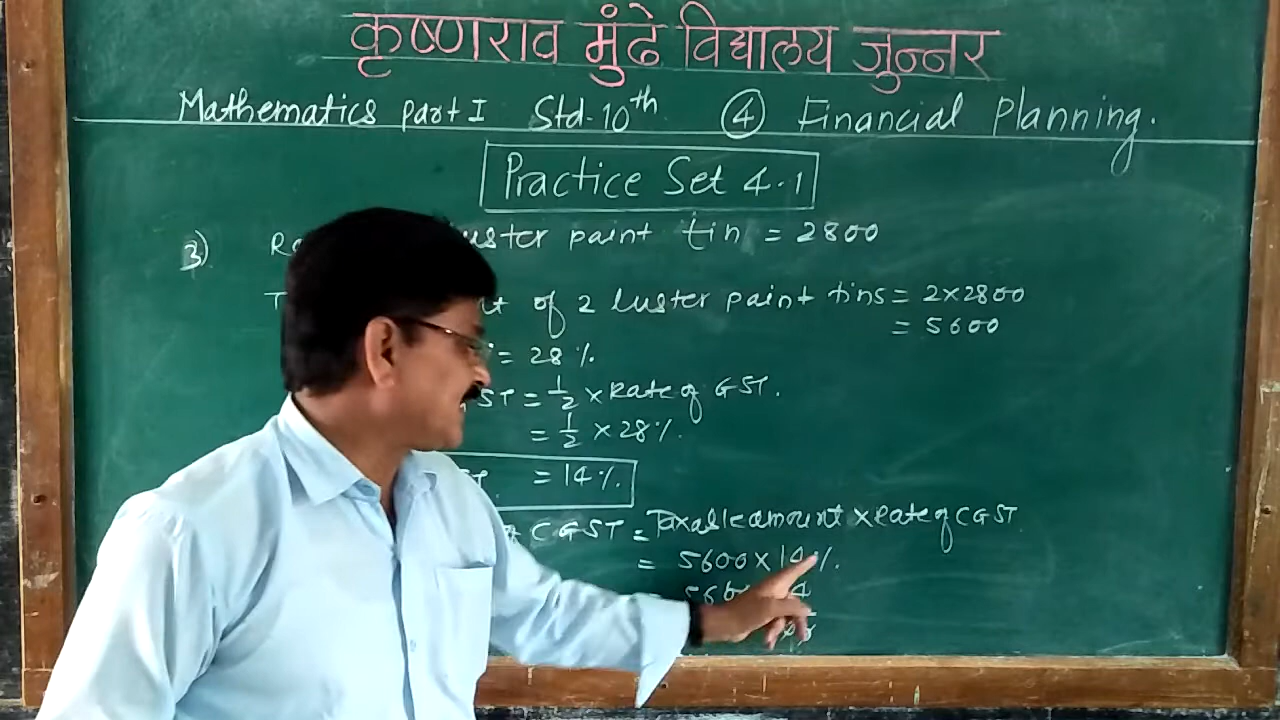 कृष्णराव मुंढे विद्यालय जुन्नर
Mathematics part I Std. 10th ④ Financial Planning.
Practice Set 4.1
3) luster paint tin = 2800
of 2 luster paint tins = 2×2800
= 5600
= 28%.
= 1/2 × Rate of GST.
= 1/2 × 28%.
= 14%.
CGST = Taxable amount × Rate of CGST
= 5600 × 14%.